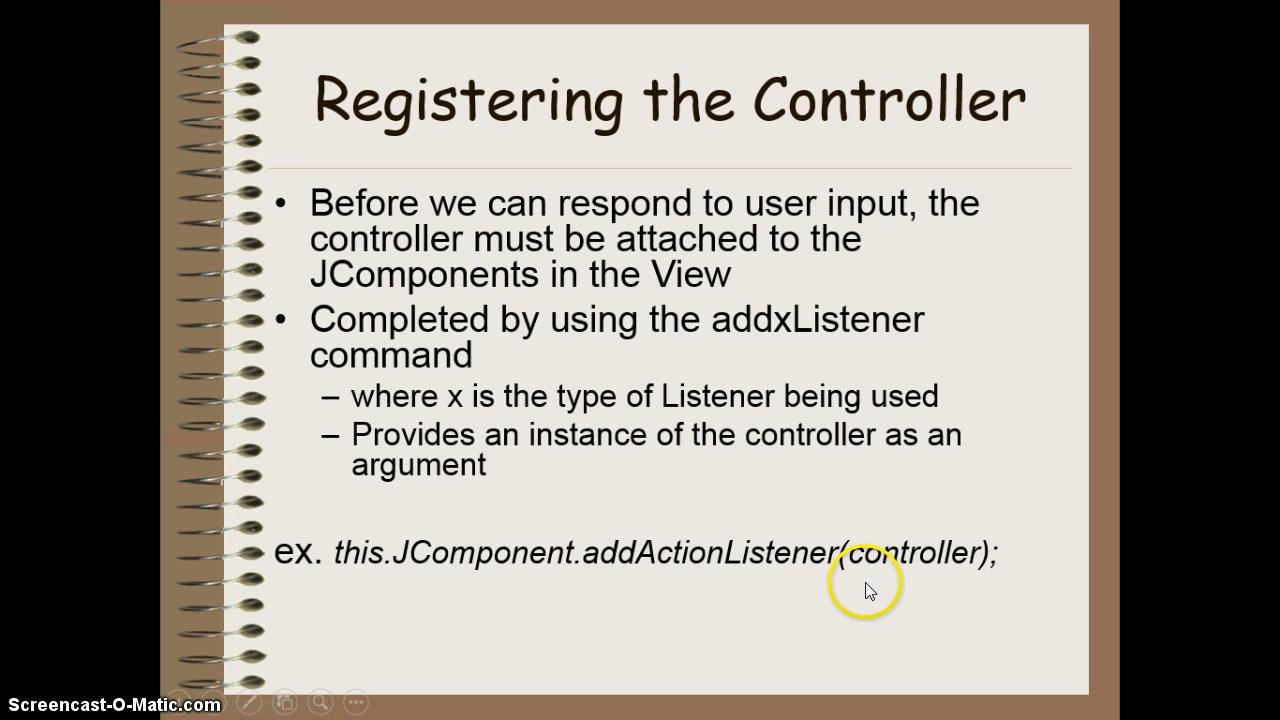 Registering the Controller
• Before we can respond to user input, the
controller must be attached to the
JComponents in the View
• Completed by using the addxListener
command
– where x is the type of Listener being used
– Provides an instance of the controller as an
argument
ex. this.JComponent.addActionListener(controller);
Screencast-O-Matic.com